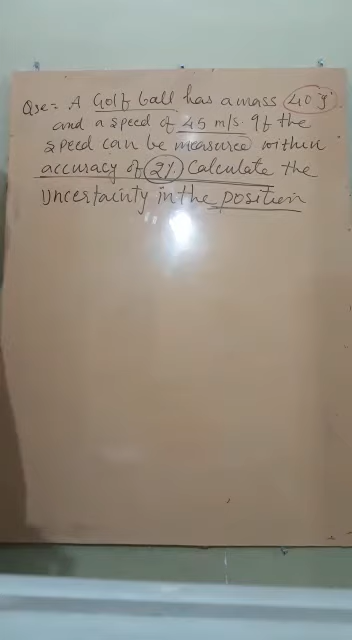 Que= A Golf ball has a mass 40 g
and a speed of 45 m/s. If the
speed can be measured within
accuracy of 2% Calculate the
Uncertainty in the position